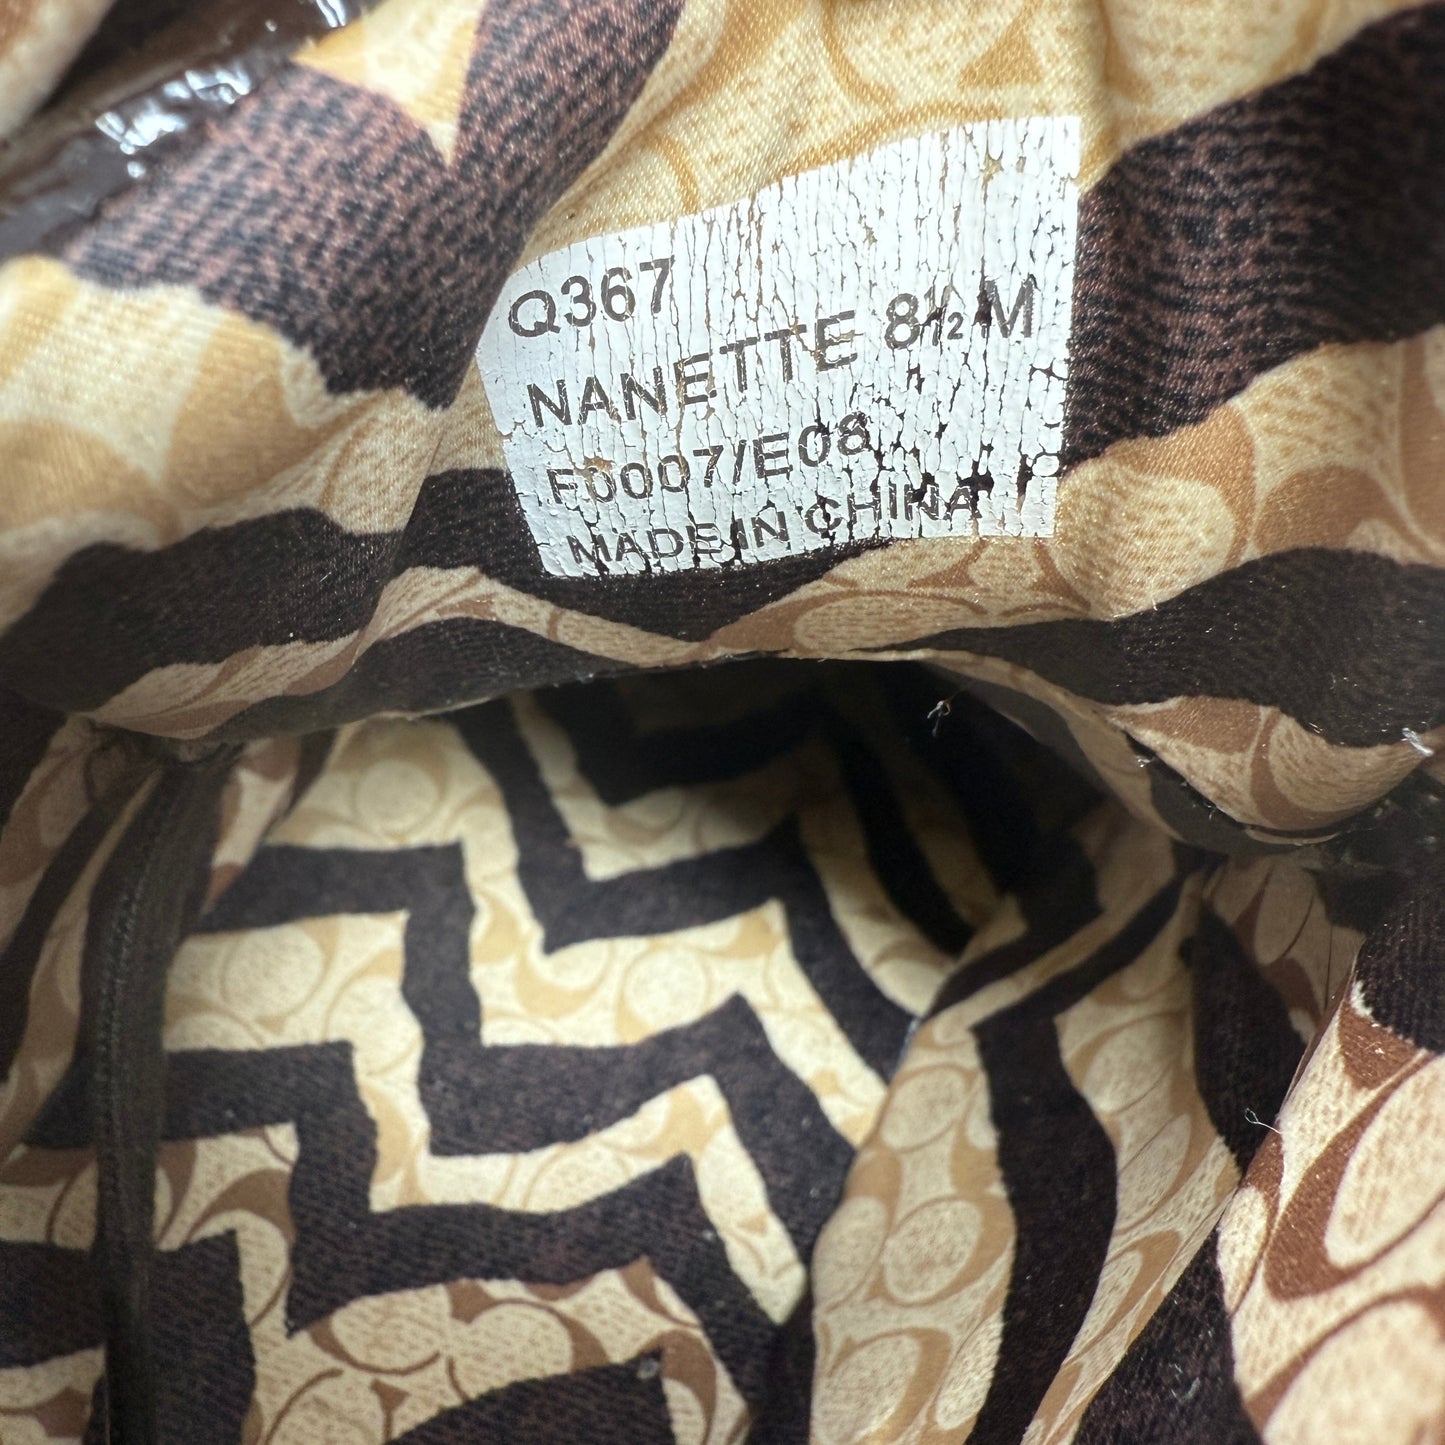 Q367
NANETTE 8½ M
F0007/E08
MADE IN CHINA